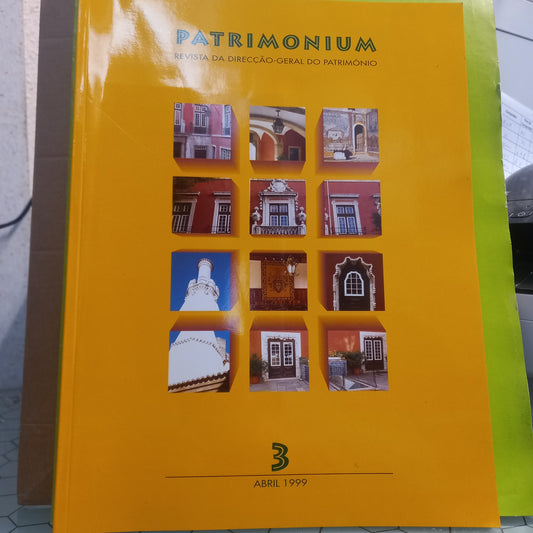 PATRIMONIUM
REVISTA DA DIRECÇÃO-GERAL DO PATRIMÓNIO
3
ABRIL 1999